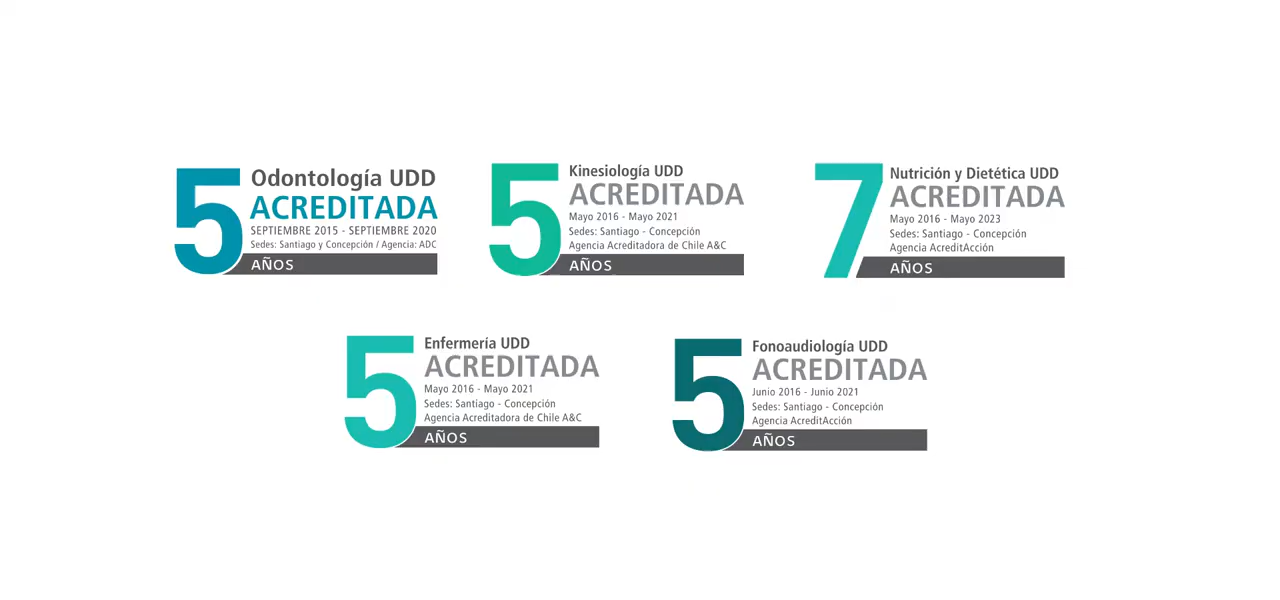 5
Odontología UDD
ACREDITADA
SEPTIEMBRE 2015 - SEPTIEMBRE 2020
Sedes: Santiago y Concepción / Agencia: ADC
AÑOS
5
Kinesiología UDD
ACREDITADA
Mayo 2016 - Mayo 2021
Sedes: Santiago - Concepción
Agencia Acreditadora de Chile A&C
AÑOS
7
Nutrición y Dietética UDD
ACREDITADA
Mayo 2016 - Mayo 2023
Sedes: Santiago - Concepción
Agencia AcreditAcción
AÑOS
5
Enfermería UDD
ACREDITADA
Mayo 2016 - Mayo 2021
Sedes: Santiago - Concepción
Agencia Acreditadora de Chile A&C
AÑOS
5
Fonoaudiología UDD
ACREDITADA
Junio 2016 - Junio 2021
Sedes: Santiago - Concepción
Agencia AcreditAcción
AÑOS